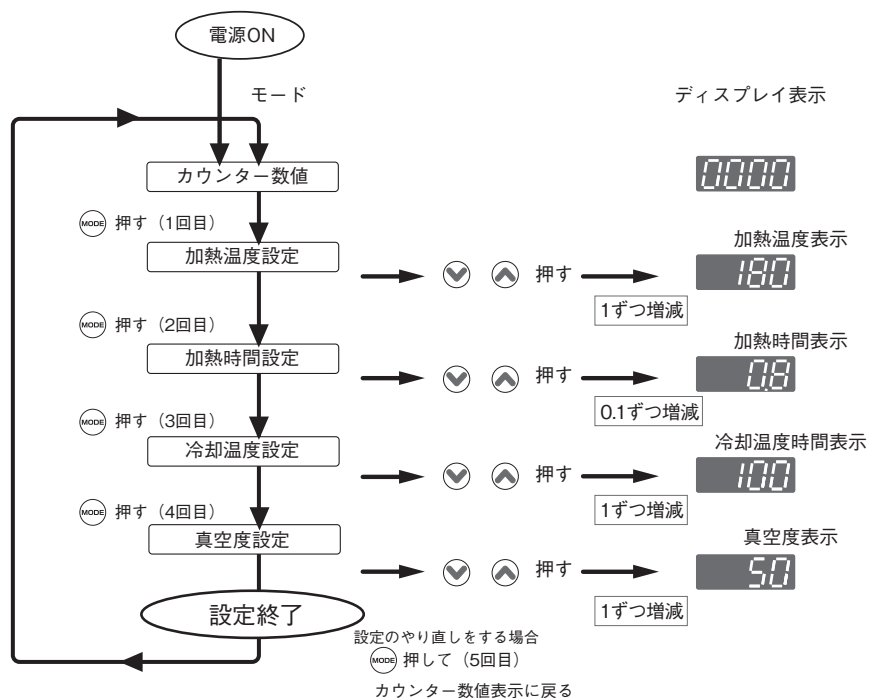 電源ON
モード
ディスプレイ表示
カウンター数値
0000
MODE 押す（1回目）
加熱温度設定
押す
1ずつ増減
加熱温度表示
180
MODE 押す（2回目）
加熱時間設定
押す
0.1ずつ増減
加熱時間表示
0.8
MODE 押す（3回目）
冷却温度設定
押す
1ずつ増減
冷却温度時間表示
100
MODE 押す（4回目）
真空度設定
押す
1ずつ増減
真空度表示
50
設定終了
設定のやり直しをする場合
MODE 押して（5回目）
カウンター数値表示に戻る